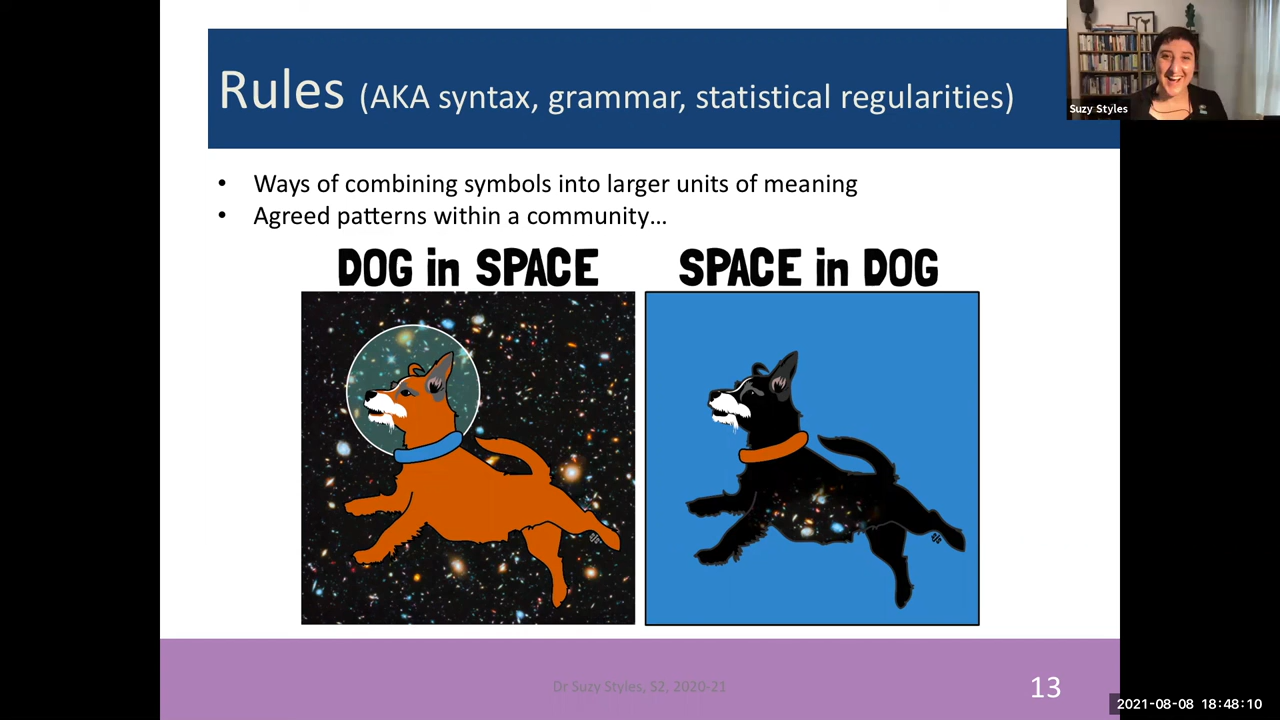 Rules (AKA syntax, grammar, statistical regularities)
Suzy Styles
• Ways of combining symbols into larger units of meaning
• Agreed patterns within a community...
DOG in SPACE
SPACE in DOG
Dr Suzy Styles, S2, 2020-21
13
2021-08-08 18:48:10